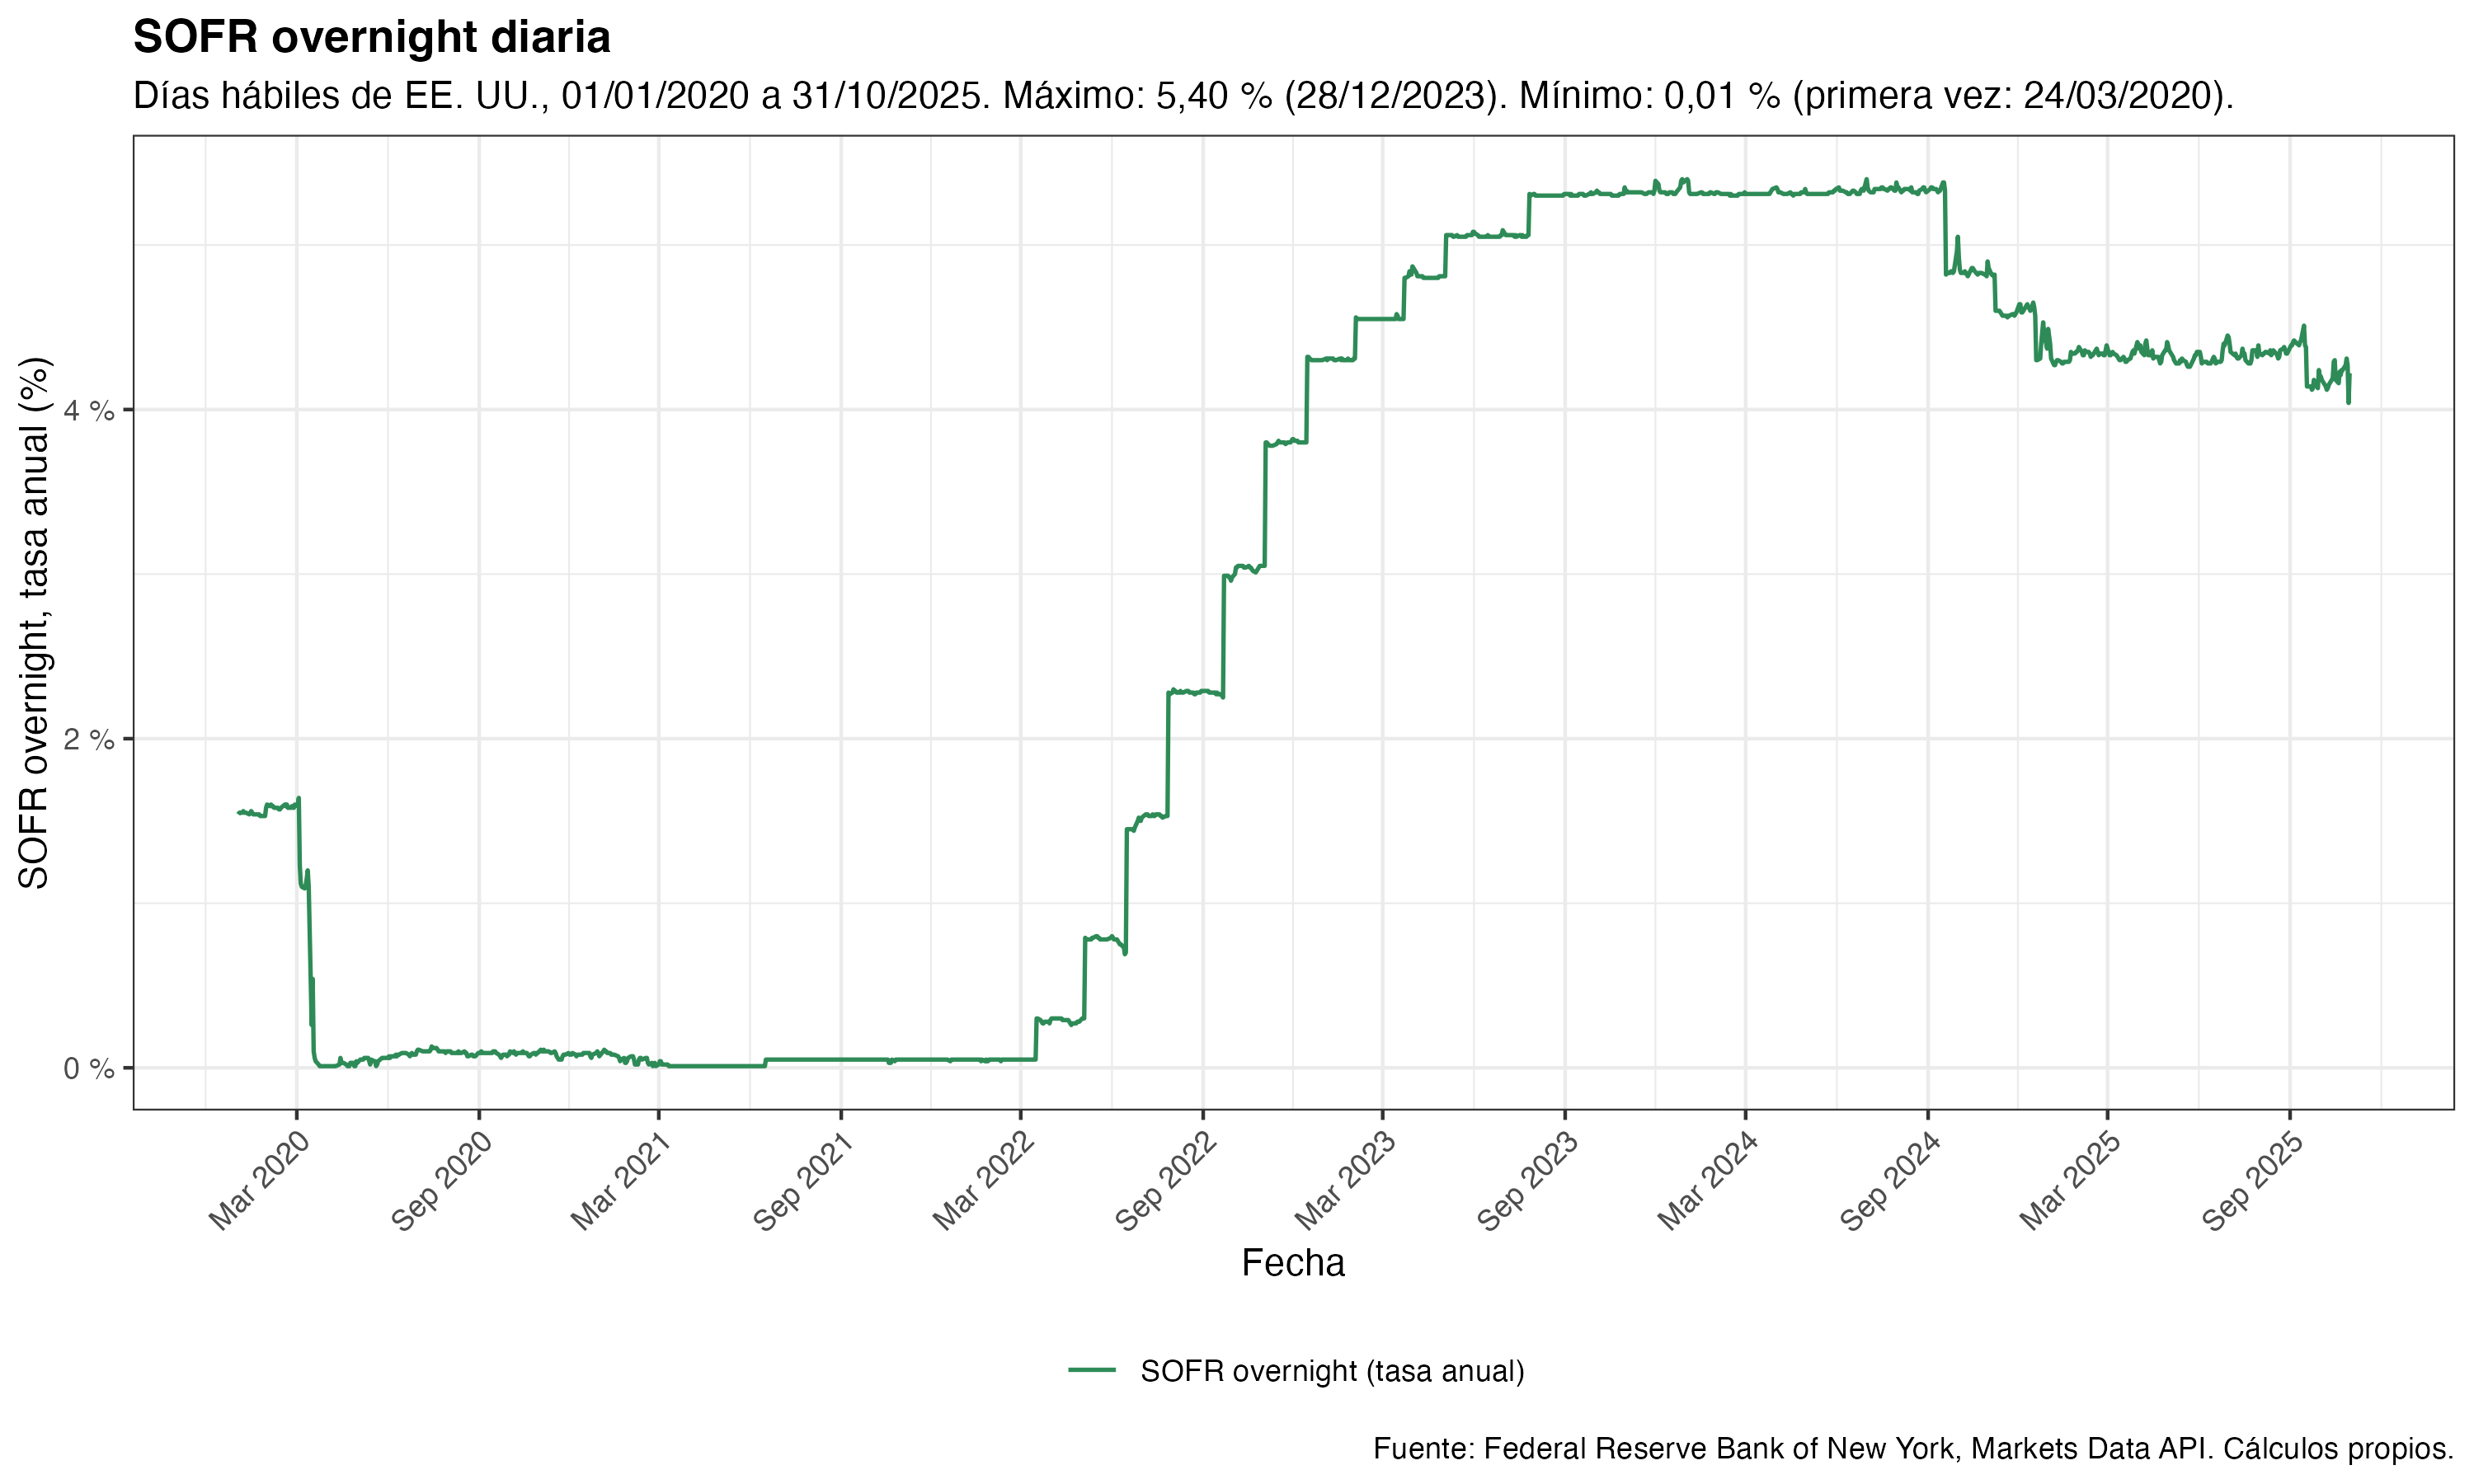 SOFR overnight diaria
Días hábiles de EE. UU., 01/01/2020 a 31/10/2025. Máximo: 5,40 % (28/12/2023). Mínimo: 0,01 % (primera vez: 24/03/2020).
SOFR overnight, tasa anual (%)
4 %
2 %
0 %
Mar 2020
Sep 2020
Mar 2021
Sep 2021
Mar 2022
Sep 2022
Mar 2023
Sep 2023
Mar 2024
Sep 2024
Mar 2025
Sep 2025
Fecha
SOFR overnight (tasa anual)
Fuente: Federal Reserve Bank of New York, Markets Data API. Cálculos propios.